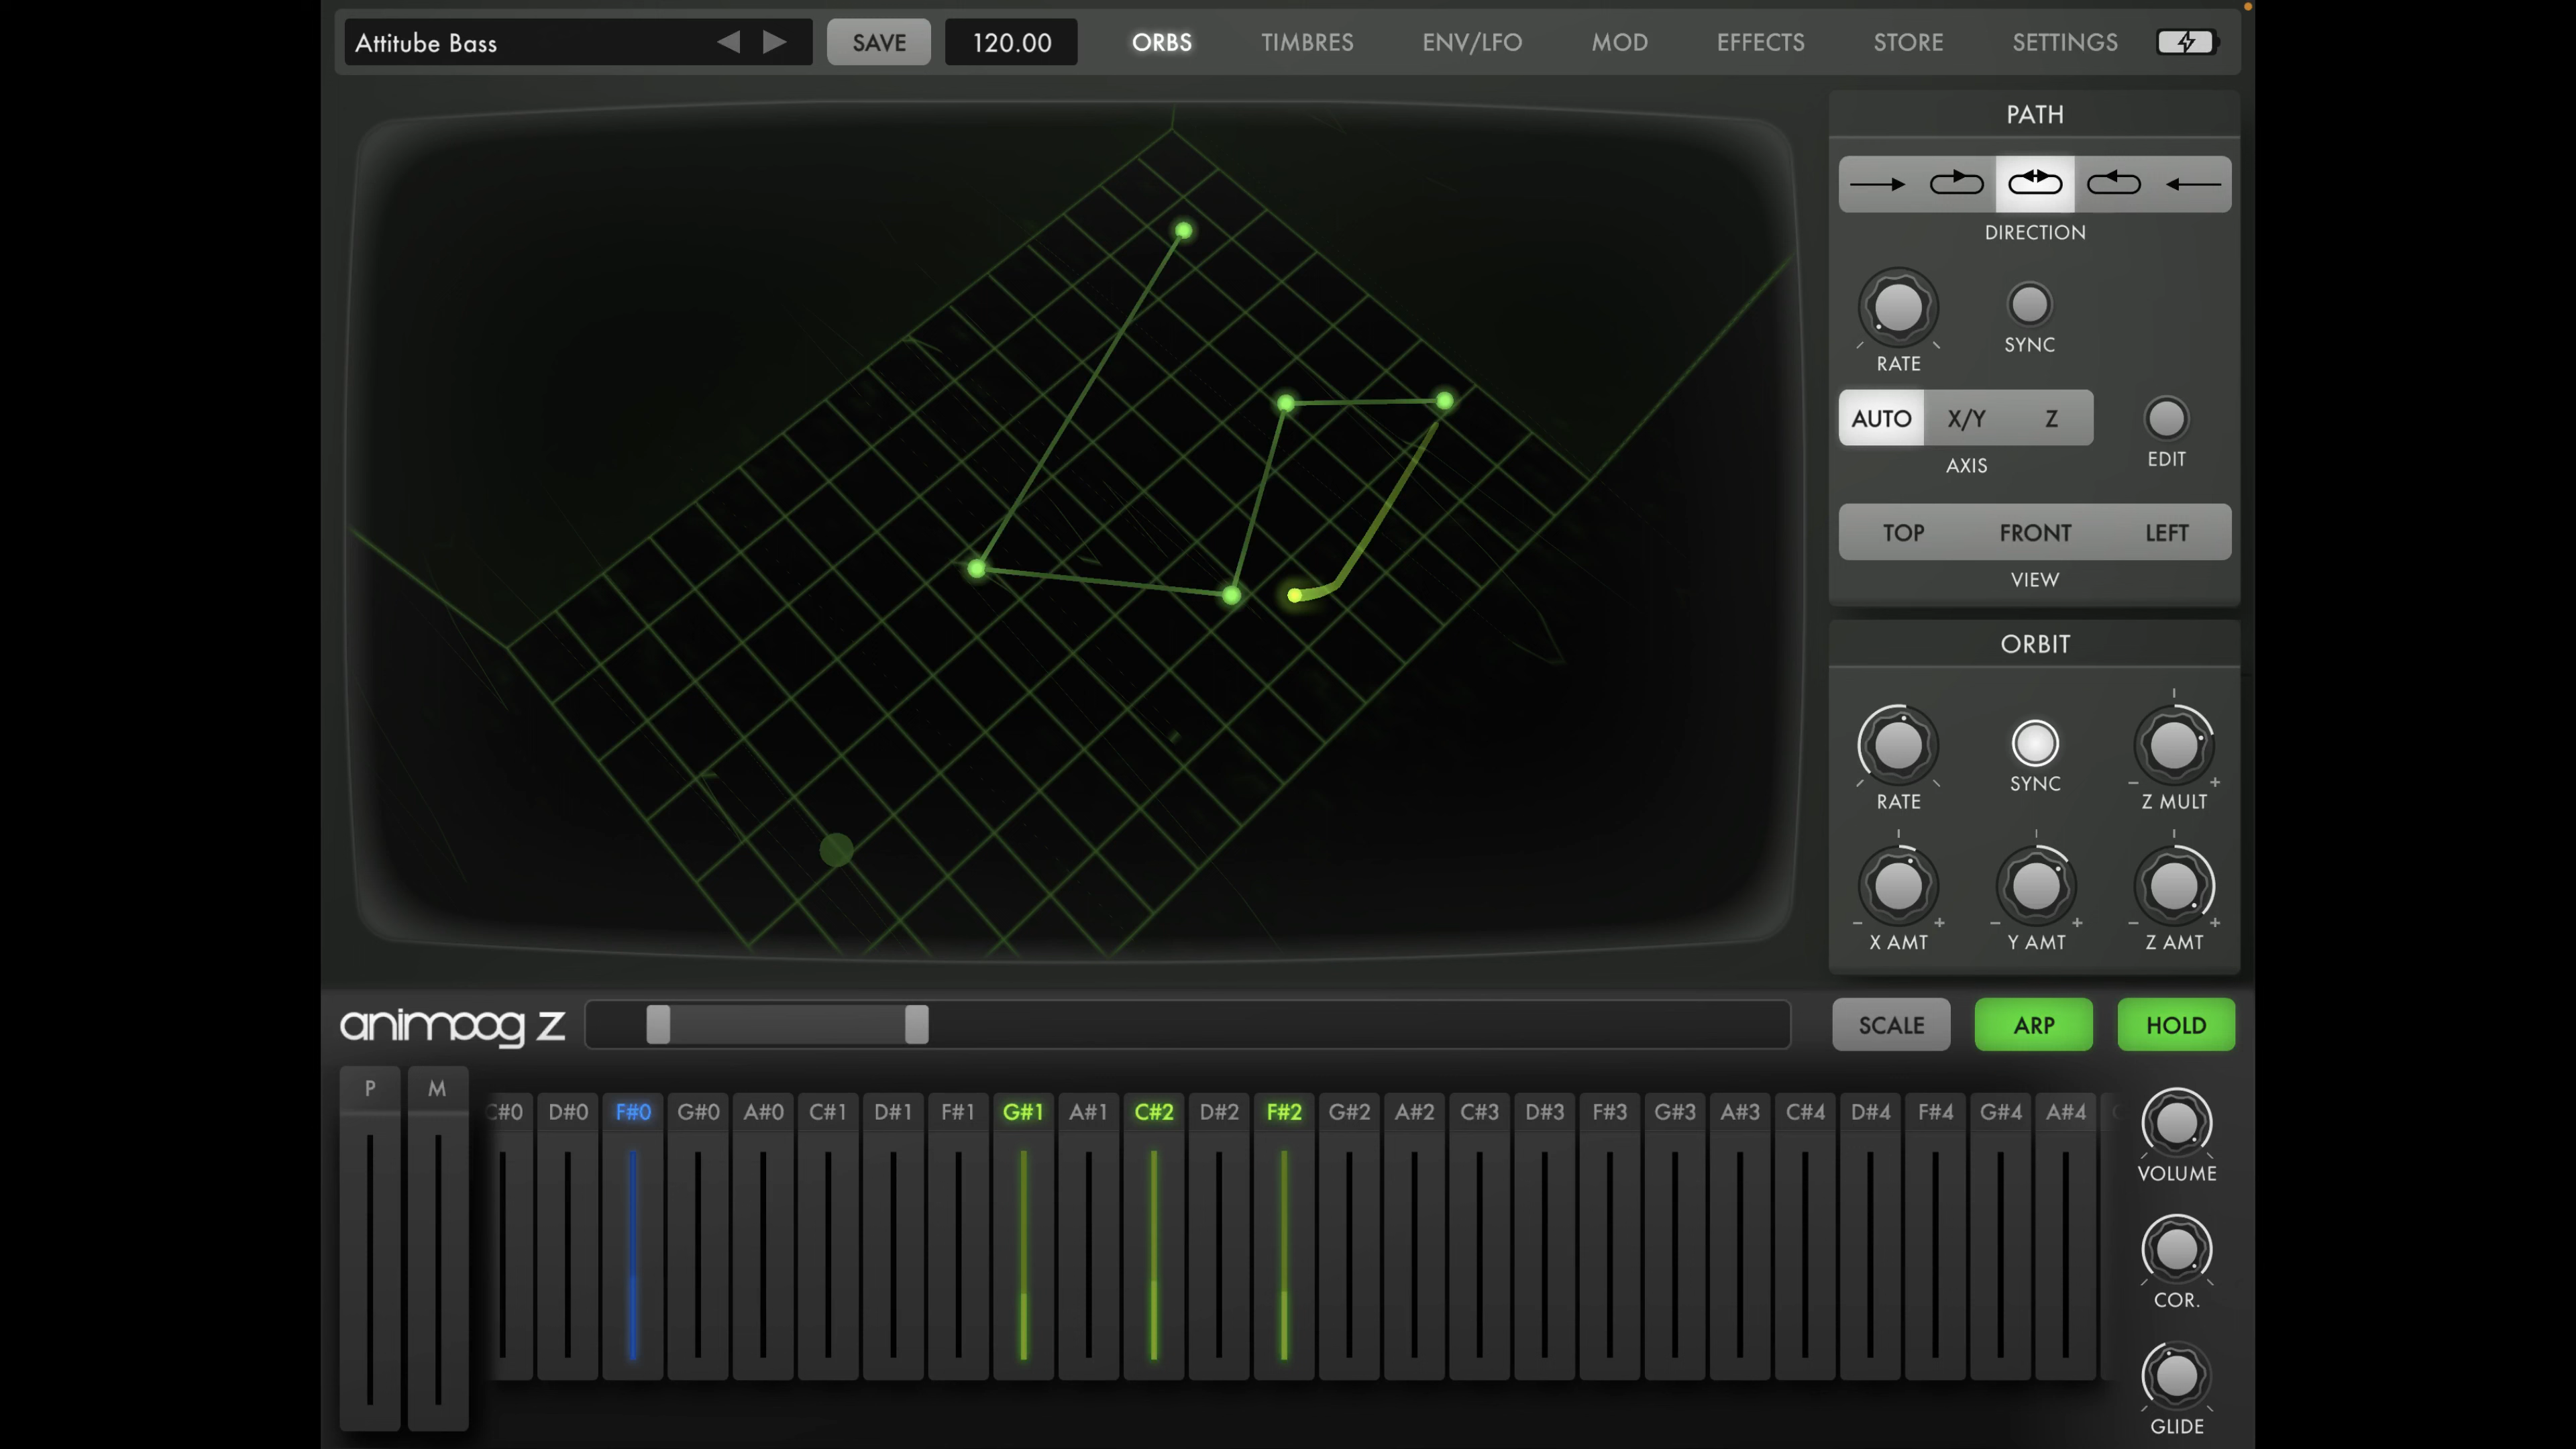 Attitube Bass
SAVE
120.00
ORBS
TIMBRES
ENV/LFO
MOD
EFFECTS
STORE
SETTINGS
PATH
DIRECTION
RATE
SYNC
AUTO
X/Y
Z
AXIS
EDIT
TOP
FRONT
LEFT
VIEW
ORBIT
RATE
SYNC
Z MULT
X AMT
Y AMT
Z AMT
animoog z
SCALE
ARP
HOLD
P
M
C#0
D#0
F#0
G#0
A#0
C#1
D#1
F#1
G#1
A#1
C#2
D#2
F#2
G#2
A#2
C#3
D#3
F#3
G#3
A#3
C#4
D#4
F#4
G#4
A#4
VOLUME
COR.
GLIDE